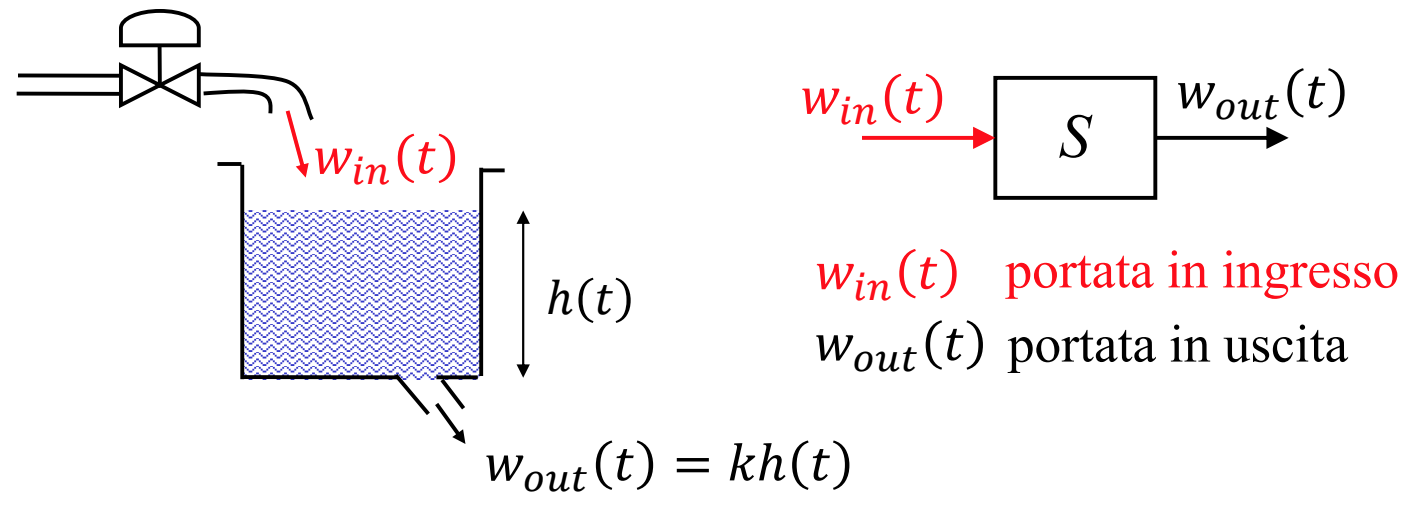 w_{in}(t)
h(t)
w_{out}(t) = kh(t)
w_{in}(t)
S
w_{out}(t)
w_{in}(t) portata in ingresso
w_{out}(t) portata in uscita